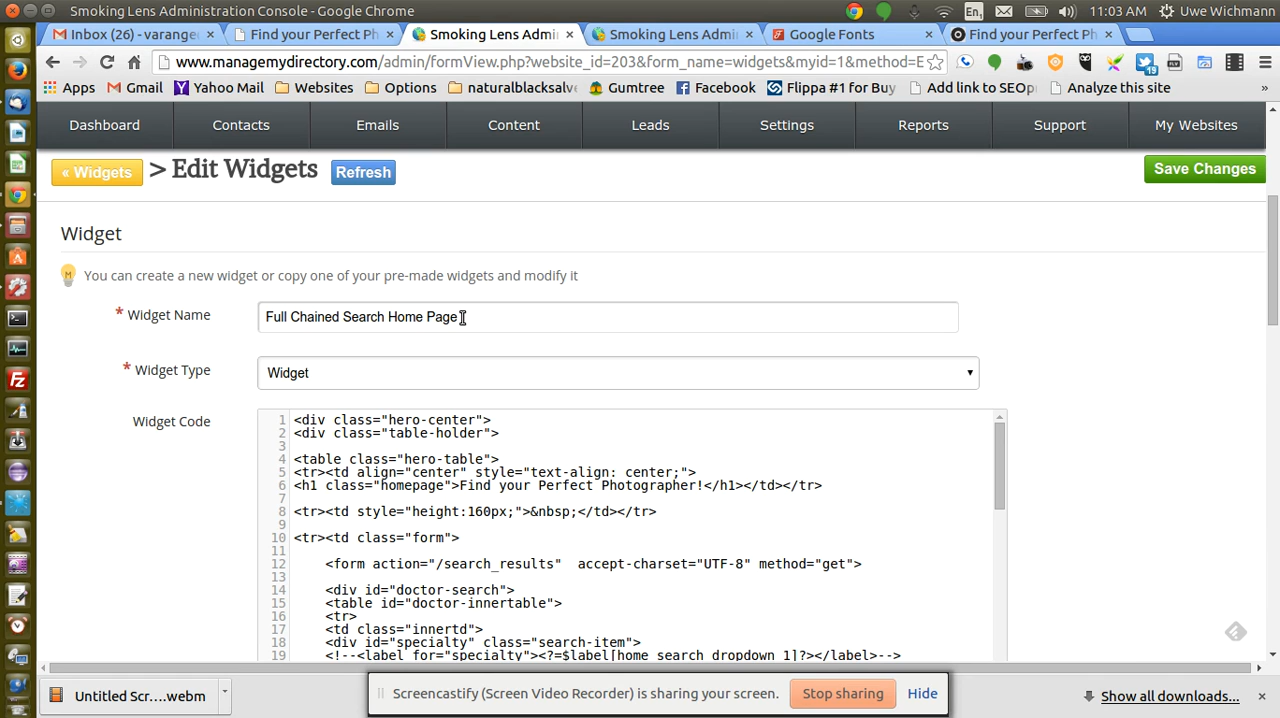 Smoking Lens Administration Console - Google Chrome
En
11:03 AM
Uwe Wichmann
Inbox (26) - varange
Find your Perfect Ph
Smoking Lens Admi
Smoking Lens Admi
Google Fonts
Find your Perfect Ph
www.managemydirectory.com/admin/formView.php?website_id=203&form_name=widgets&myid=1&method=E
19
Apps
Gmail
Yahoo Mail
Websites
Options
naturalblacksalve
Gumtree
Facebook
Flippa #1 for Buy
Add link to SEOp
Analyze this site
»
Dashboard
Contacts
Emails
Content
Leads
Settings
Reports
Support
My Websites
« Widgets
> Edit Widgets
Refresh
Save Changes
Widget
You can create a new widget or copy one of your pre-made widgets and modify it
* Widget Name
Full Chained Search Home Page
* Widget Type
Widget
Widget Code
1 <div class="hero-center">
2 <div class="table-holder">
3
4 <table class="hero-table">
5 <tr><td align="center" style="text-align: center;">
6 <h1 class="homepage">Find your Perfect Photographer!</h1></td></tr>
7
8 <tr><td style="height:160px;">&nbsp;</td></tr>
9
10 <tr><td class="form">
11
12 <form action="/search_results"  accept-charset="UTF-8" method="get">
13
14 <div id="doctor-search">
15 <table id="doctor-innertable">
16 <tr>
17 <td class="innertd">
18 <div id="specialty" class="search-item">
19 <!--<label for="specialty"><?=$label[home_search_dropdown_1]?></label>-->
Untitled Scr....webm
Screencastify (Screen Video Recorder) is sharing your screen.
Stop sharing
Hide
Show all downloads...